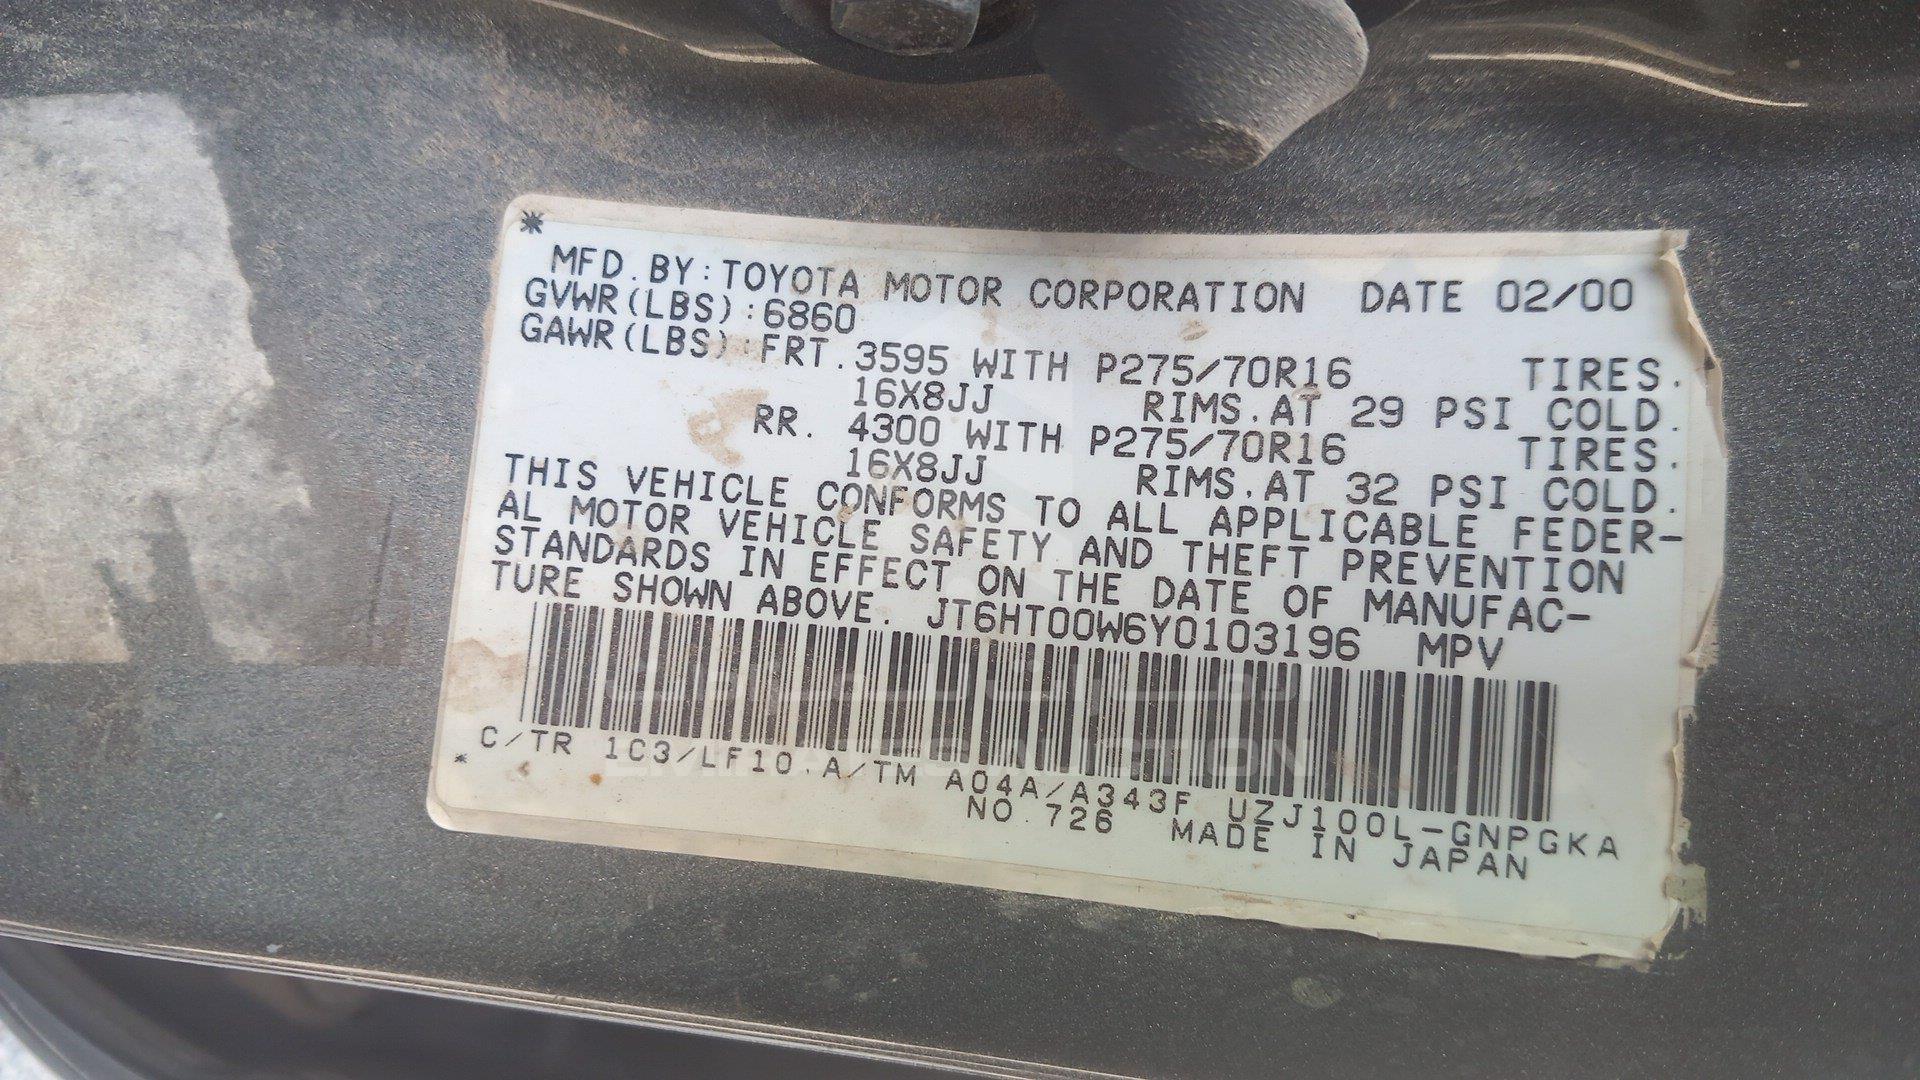 *
MFD.BY:TOYOTA MOTOR CORPORATION DATE 02/00
GVWR(LBS):6860
GAWR(LBS):FRT.3595 WITH P275/70R16 TIRES.
16X8JJ RIMS.AT 29 PSI COLD.
RR. 4300 WITH P275/70R16 TIRES.
16X8JJ RIMS.AT 32 PSI COLD.
THIS VEHICLE CONFORMS TO ALL APPLICABLE FEDER-
AL MOTOR VEHICLE SAFETY AND THEFT PREVENTION
STANDARDS IN EFFECT ON THE DATE OF MANUFAC-
TURE SHOWN ABOVE. JT6HT00W6Y0103196 MPV
C/TR 1C3/LF10.A/TM A04A/A343F UZJ100L-GNPGKA
* NO.726 MADE IN JAPAN
EMIRATES AUCTION